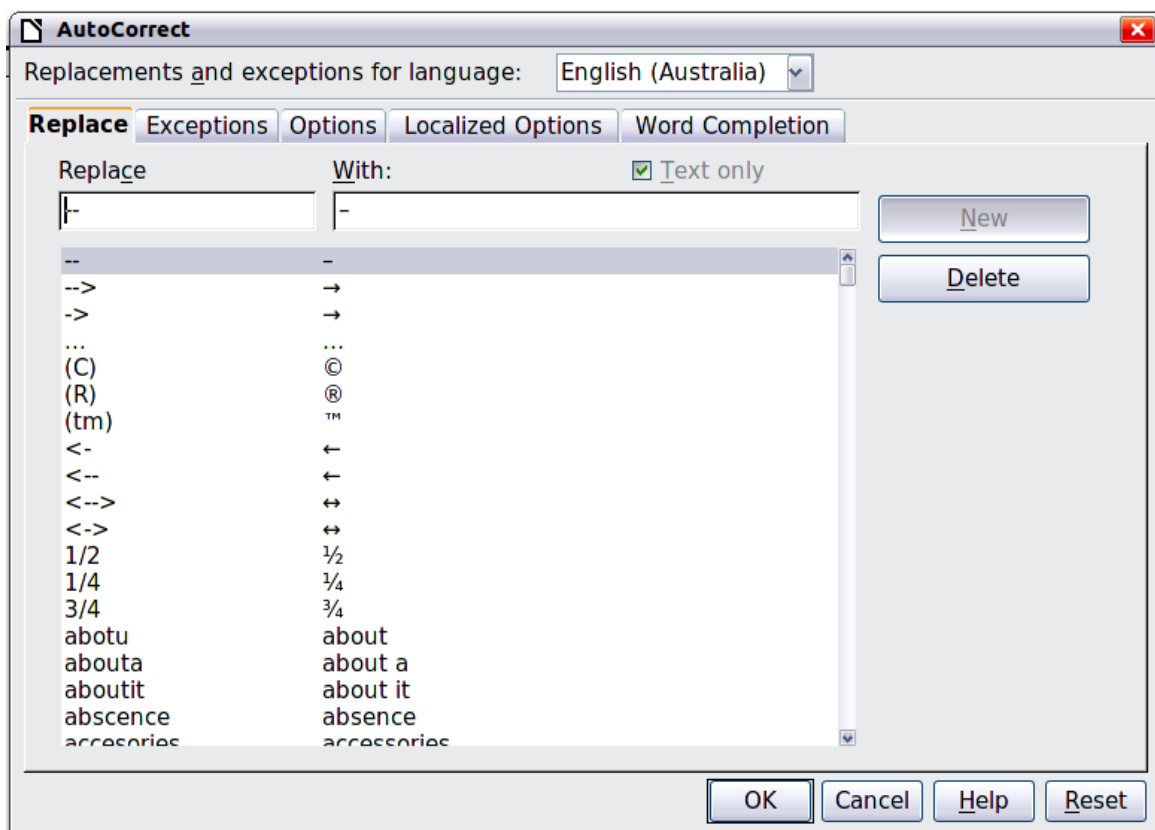 AutoCorrect
Replacements and exceptions for language: English (Australia)
Replace Exceptions Options Localized Options Word Completion
Replace With: Text only
-- – New
-- – Delete
--> →
-> →
... …
(C) ©
(R) ®
(tm) ™
<- ←
<-- ←
<--> ↔
<-> ↔
1/2 ½
1/4 ¼
3/4 ¾
abotu about
abouta about a
aboutit about it
abscence absence
accesories accessories
OK Cancel Help Reset